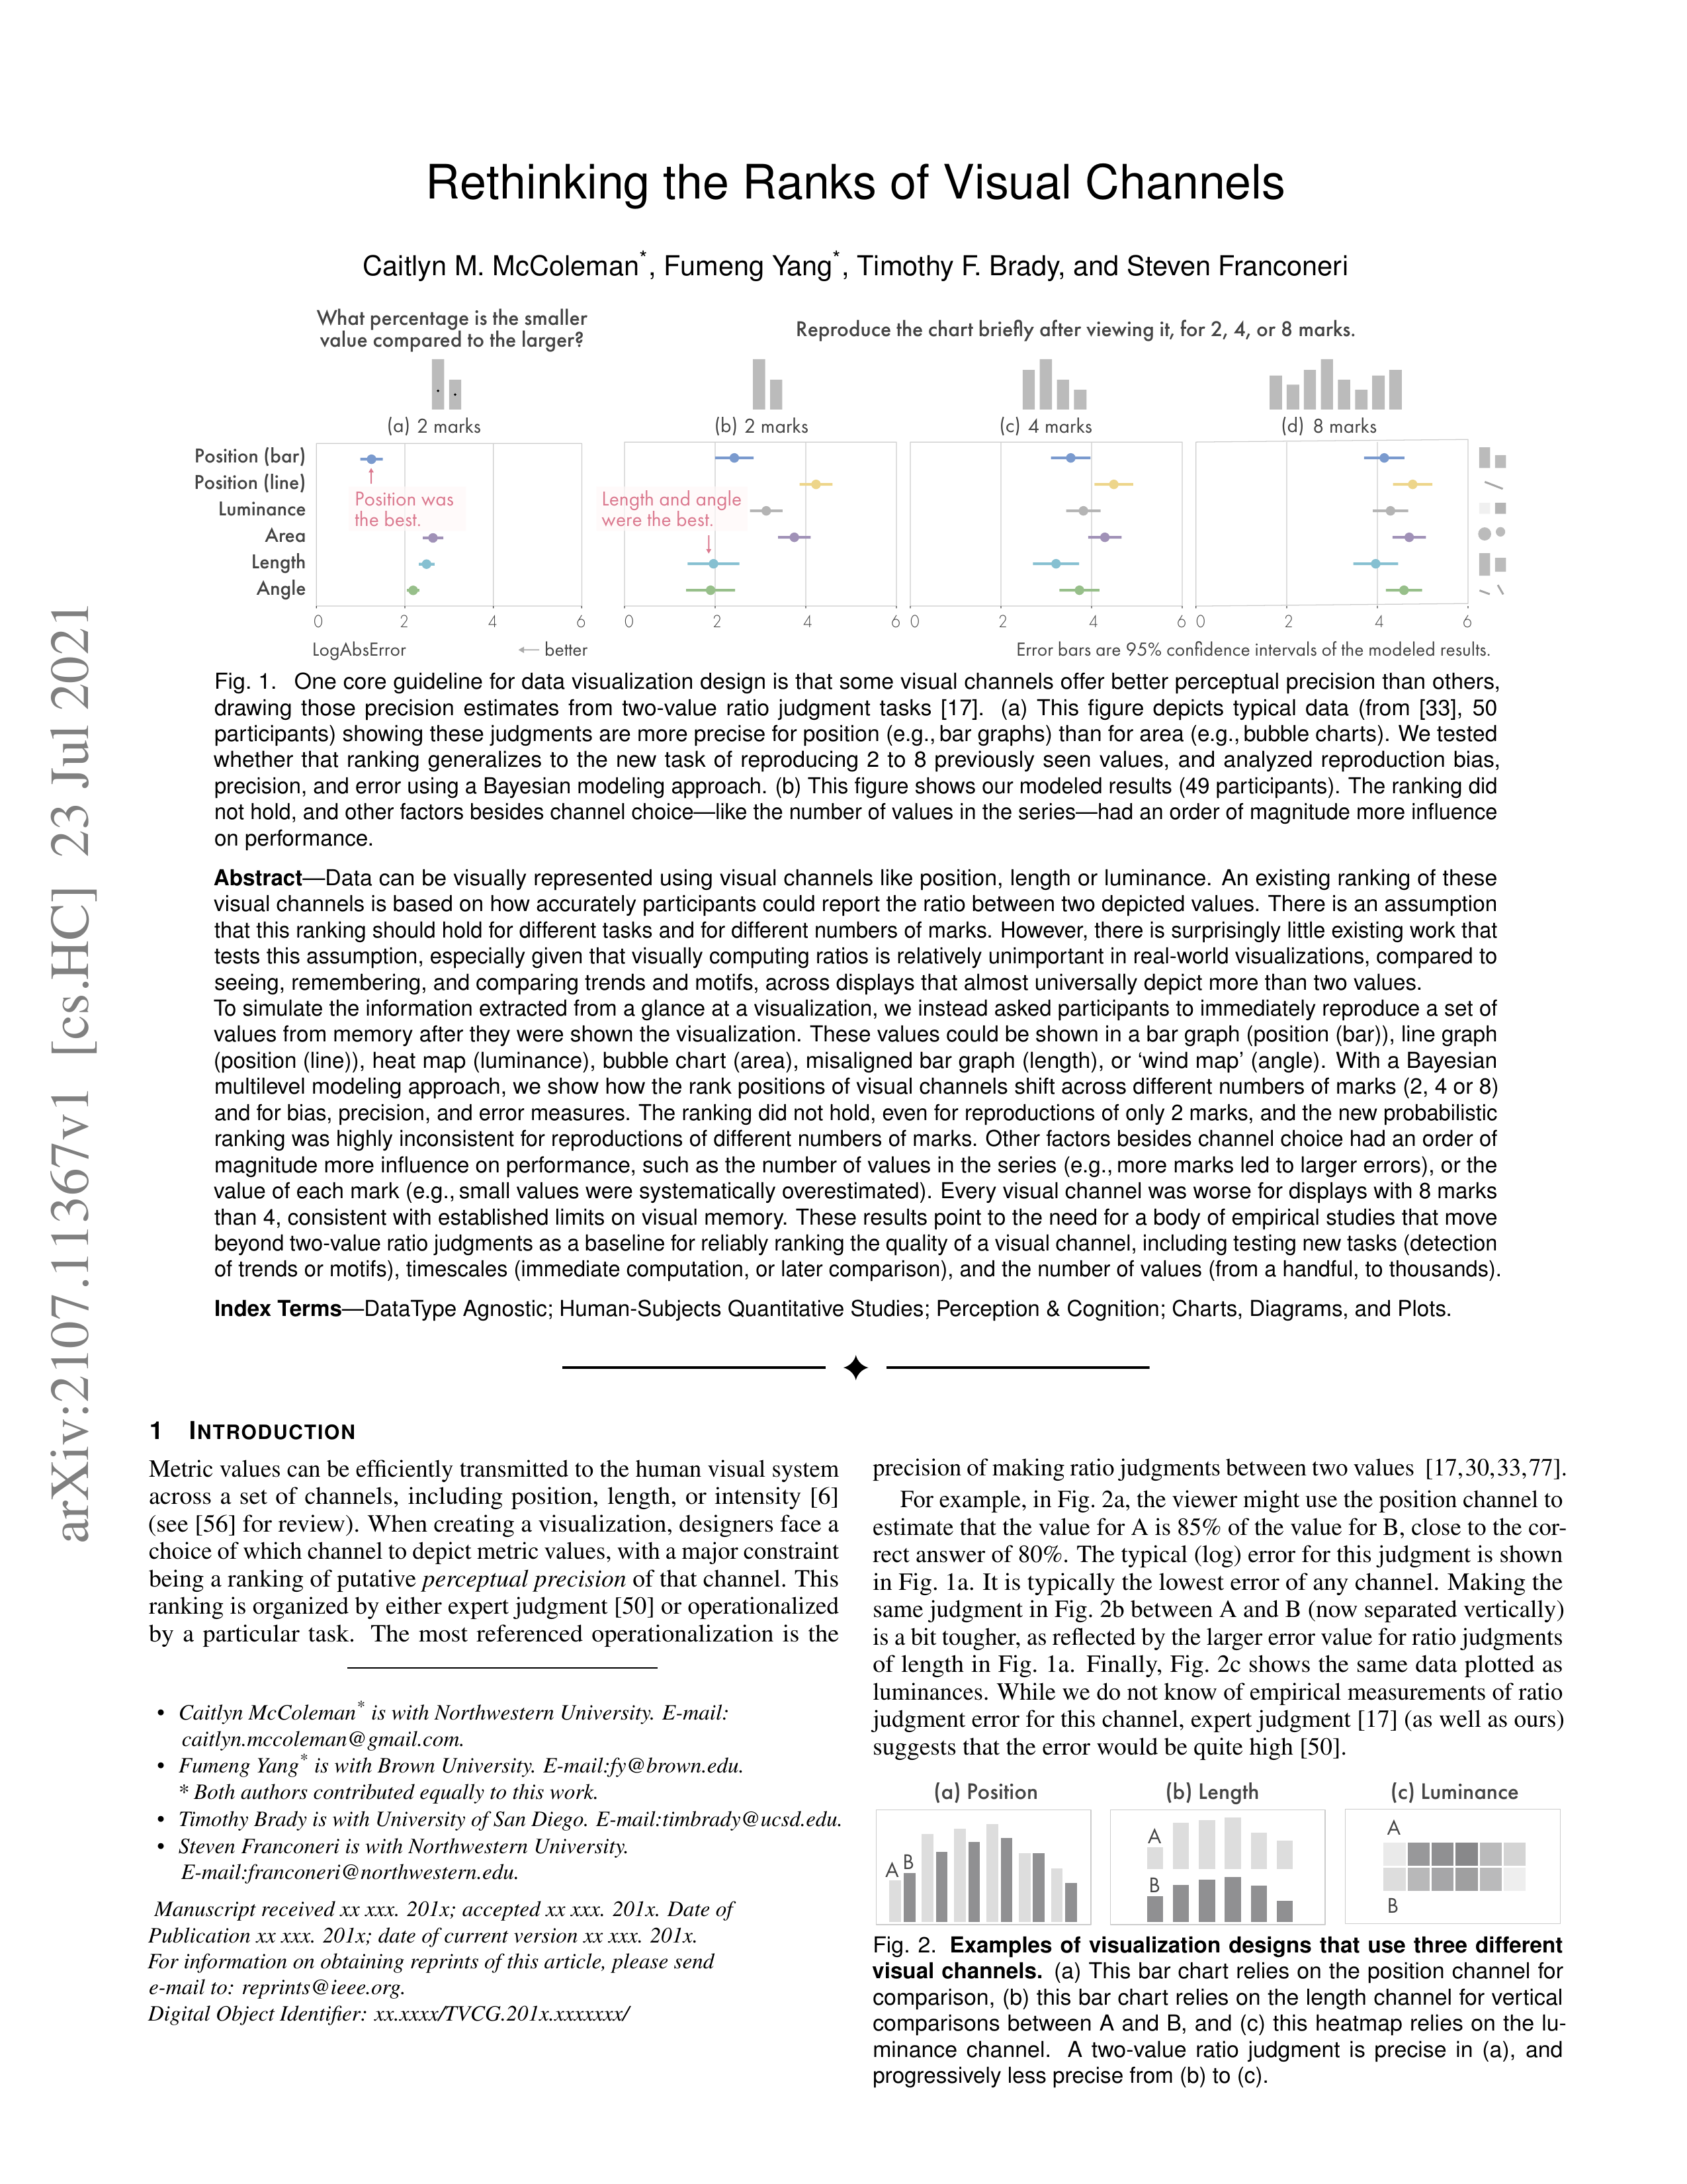 Rethinking the Ranks of Visual Channels
Caitlyn M. McColeman*, Fumeng Yang*, Timothy F. Brady, and Steven Franconeri
What percentage is the smaller
value compared to the larger?
Reproduce the chart briefly after viewing it, for 2, 4, or 8 marks.
(a) 2 marks
(b) 2 marks
(c) 4 marks
(d) 8 marks
Position (bar)
Position (line)
Luminance
Area
Length
Angle
Position was
the best.
Length and angle
were the best.
0 2 4 6
0 2 4 6
0 2 4 6
0 2 4 6
LogAbsError
← better
Error bars are 95% confidence intervals of the modeled results.
Fig. 1. One core guideline for data visualization design is that some visual channels offer better perceptual precision than others,
drawing those precision estimates from two-value ratio judgment tasks [17]. (a) This figure depicts typical data (from [33], 50
participants) showing these judgments are more precise for position (e.g., bar graphs) than for area (e.g., bubble charts). We tested
whether that ranking generalizes to the new task of reproducing 2 to 8 previously seen values, and analyzed reproduction bias,
precision, and error using a Bayesian modeling approach. (b) This figure shows our modeled results (49 participants). The ranking did
not hold, and other factors besides channel choice—like the number of values in the series—had an order of magnitude more influence
on performance.
Abstract—Data can be visually represented using visual channels like position, length or luminance. An existing ranking of these
visual channels is based on how accurately participants could report the ratio between two depicted values. There is an assumption
that this ranking should hold for different tasks and for different numbers of marks. However, there is surprisingly little existing work that
tests this assumption, especially given that visually computing ratios is relatively unimportant in real-world visualizations, compared to
seeing, remembering, and comparing trends and motifs, across displays that almost universally depict more than two values.
To simulate the information extracted from a glance at a visualization, we instead asked participants to immediately reproduce a set of
values from memory after they were shown the visualization. These values could be shown in a bar graph (position (bar)), line graph
(position (line)), heat map (luminance), bubble chart (area), misaligned bar graph (length), or ‘wind map’ (angle). With a Bayesian
multilevel modeling approach, we show how the rank positions of visual channels shift across different numbers of marks (2, 4 or 8)
and for bias, precision, and error measures. The ranking did not hold, even for reproductions of only 2 marks, and the new probabilistic
ranking was highly inconsistent for reproductions of different numbers of marks. Other factors besides channel choice had an order of
magnitude more influence on performance, such as the number of values in the series (e.g., more marks led to larger errors), or the
value of each mark (e.g., small values were systematically overestimated). Every visual channel was worse for displays with 8 marks
than 4, consistent with established limits on visual memory. These results point to the need for a body of empirical studies that move
beyond two-value ratio judgments as a baseline for reliably ranking the quality of a visual channel, including testing new tasks (detection
of trends or motifs), timescales (immediate computation, or later comparison), and the number of values (from a handful, to thousands).
Index Terms—DataType Agnostic; Human-Subjects Quantitative Studies; Perception & Cognition; Charts, Diagrams, and Plots.
arXiv:2107.11367v1 [cs.HC] 23 Jul 2021
1 INTRODUCTION
Metric values can be efficiently transmitted to the human visual system
across a set of channels, including position, length, or intensity [6]
(see [56] for review). When creating a visualization, designers face a
choice of which channel to depict metric values, with a major constraint
being a ranking of putative perceptual precision of that channel. This
ranking is organized by either expert judgment [50] or operationalized
by a particular task. The most referenced operationalization is the
• Caitlyn McColeman* is with Northwestern University. E-mail:
caitlyn.mccoleman@gmail.com.
• Fumeng Yang* is with Brown University. E-mail:fy@brown.edu.
* Both authors contributed equally to this work.
• Timothy Brady is with University of San Diego. E-mail:timbrady@ucsd.edu.
• Steven Franconeri is with Northwestern University.
E-mail:franconeri@northwestern.edu.
Manuscript received xx xxx. 201x; accepted xx xxx. 201x. Date of
Publication xx xxx. 201x; date of current version xx xxx. 201x.
For information on obtaining reprints of this article, please send
e-mail to: reprints@ieee.org.
Digital Object Identifier: xx.xxxx/TVCG.201x.xxxxxxx/
precision of making ratio judgments between two values [17,30,33,77].
For example, in Fig. 2a, the viewer might use the position channel to
estimate that the value for A is 85% of the value for B, close to the cor-
rect answer of 80%. The typical (log) error for this judgment is shown
in Fig. 1a. It is typically the lowest error of any channel. Making the
same judgment in Fig. 2b between A and B (now separated vertically)
is a bit tougher, as reflected by the larger error value for ratio judgments
of length in Fig. 1a. Finally, Fig. 2c shows the same data plotted as
luminances. While we do not know of empirical measurements of ratio
judgment error for this channel, expert judgment [17] (as well as ours)
suggests that the error would be quite high [50].
(a) Position
(b) Length
(c) Luminance
A B
A
B
A
B
Fig. 2. Examples of visualization designs that use three different
visual channels. (a) This bar chart relies on the position channel for
comparison, (b) this bar chart relies on the length channel for vertical
comparisons between A and B, and (c) this heatmap relies on the lu-
minance channel. A two-value ratio judgment is precise in (a), and
progressively less precise from (b) to (c).